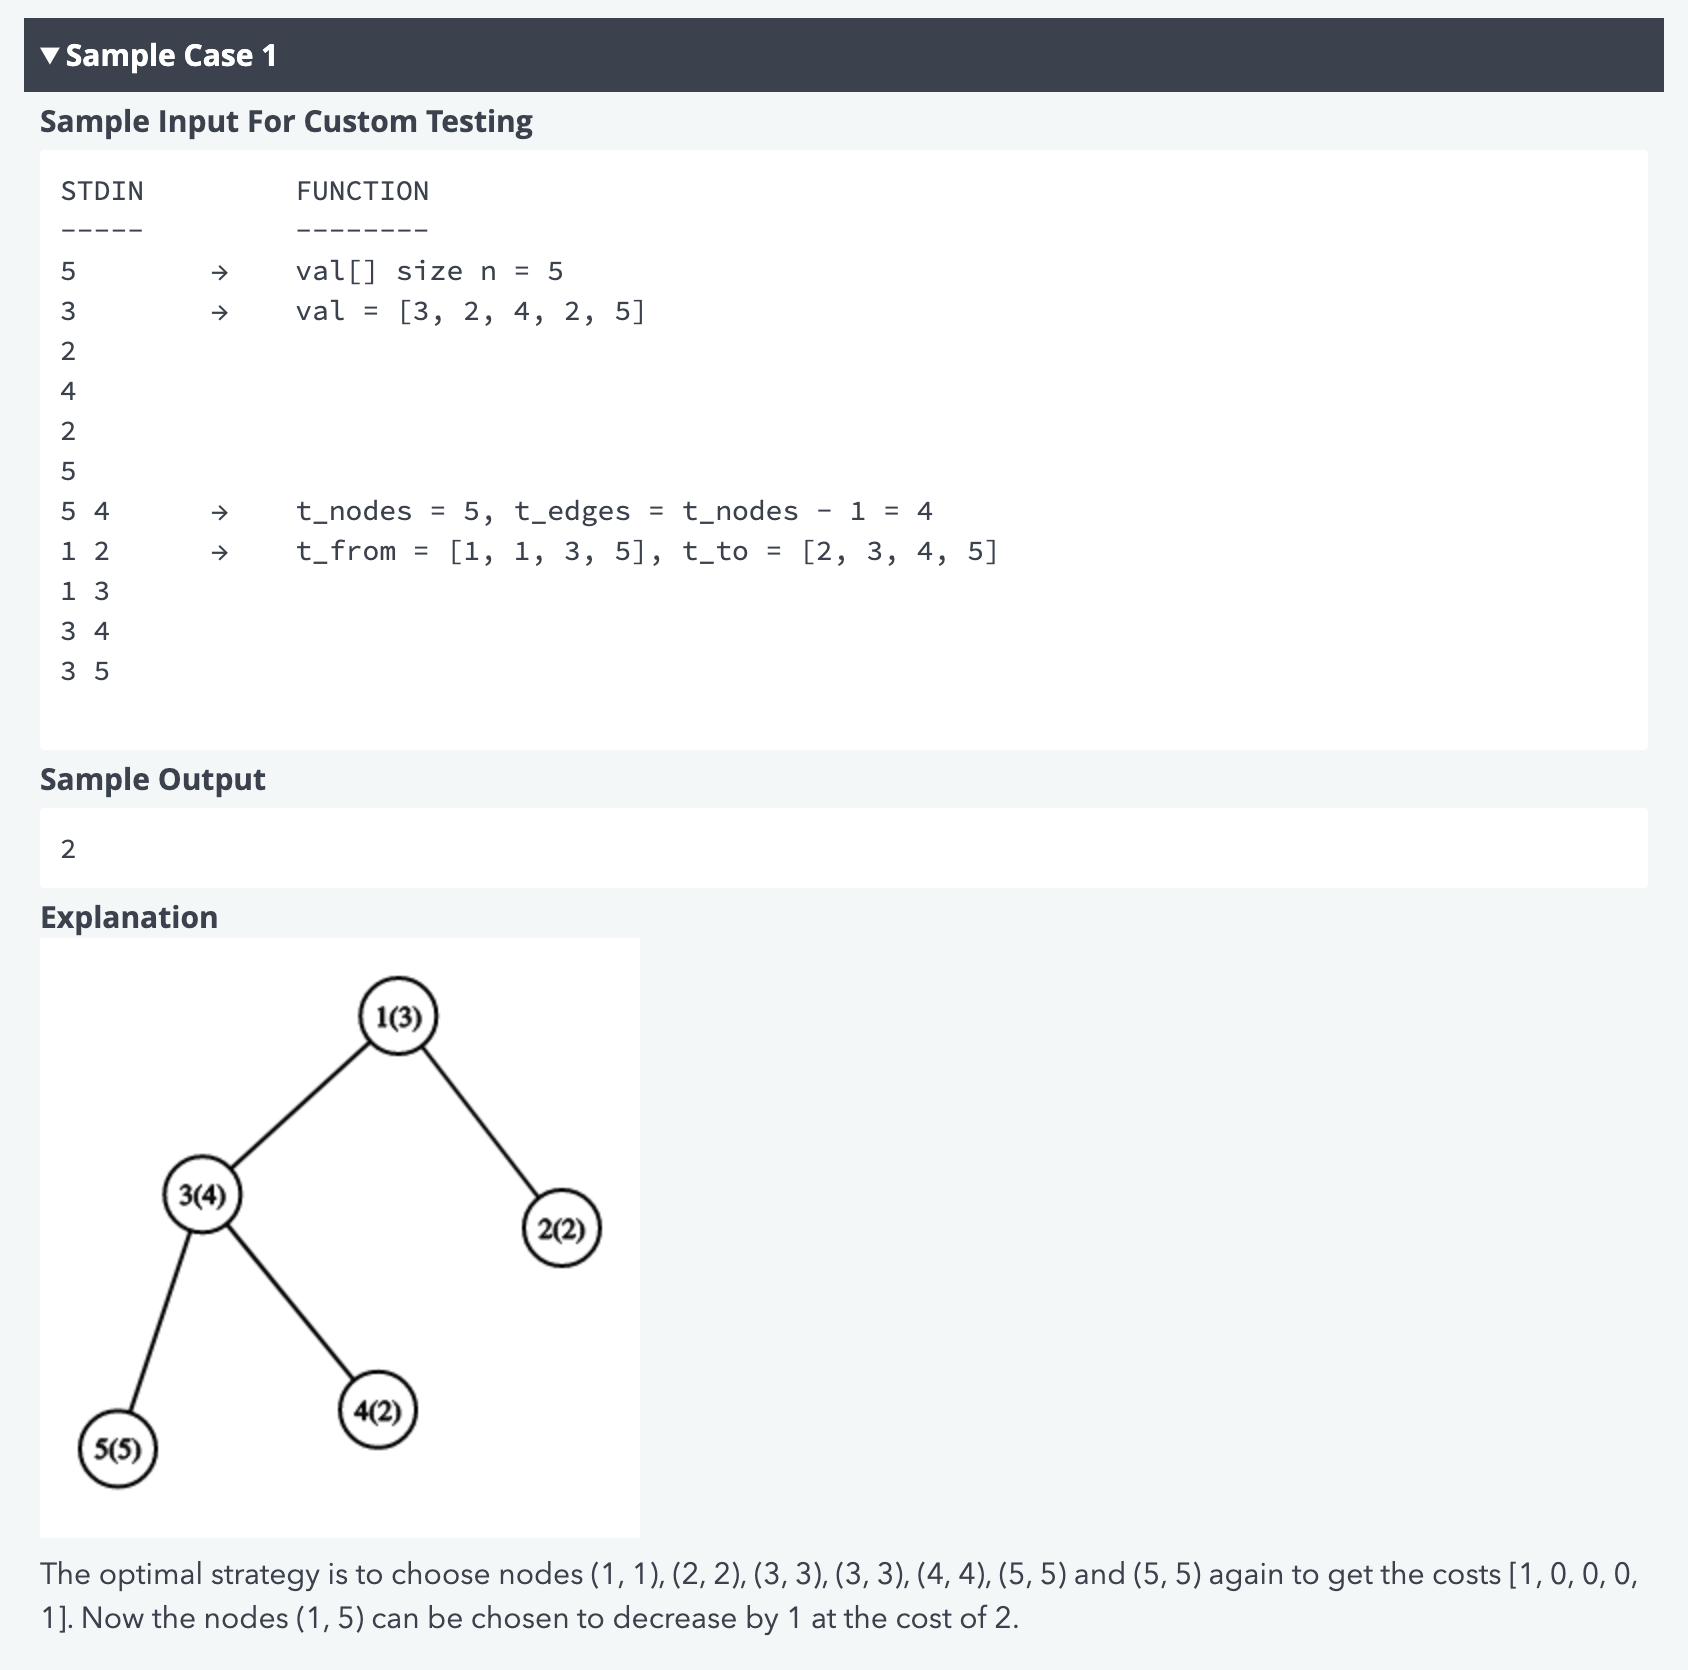 ▼ Sample Case 1
Sample Input For Custom Testing
STDIN FUNCTION
----- --------
5 → val[] size n = 5
3 → val = [3, 2, 4, 2, 5]
2
4
2
5
5 4 → t_nodes = 5, t_edges = t_nodes - 1 = 4
1 2 → t_from = [1, 1, 3, 5], t_to = [2, 3, 4, 5]
1 3
3 4
3 5
Sample Output
2
Explanation
1(3)
3(4)
2(2)
4(2)
5(5)
The optimal strategy is to choose nodes (1, 1), (2, 2), (3, 3), (3, 3), (4, 4), (5, 5) and (5, 5) again to get the costs [1, 0, 0, 0,
1]. Now the nodes (1, 5) can be chosen to decrease by 1 at the cost of 2.